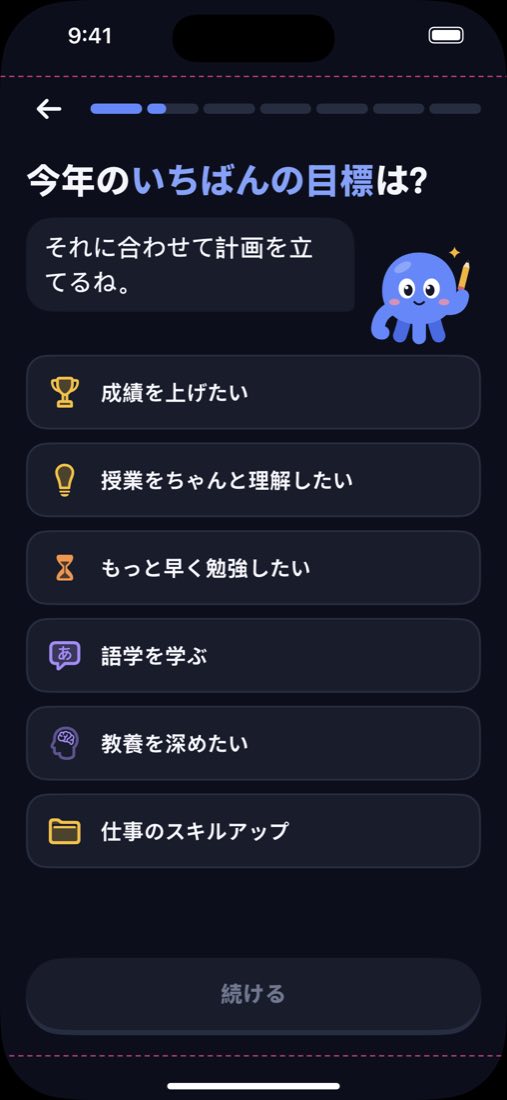 9:41
今年のいちばんの目標は?
それに合わせて計画を立
てるね。
成績を上げたい
授業をちゃんと理解したい
もっと早く勉強したい
あ
語学を学ぶ
教養を深めたい
仕事のスキルアップ
続ける